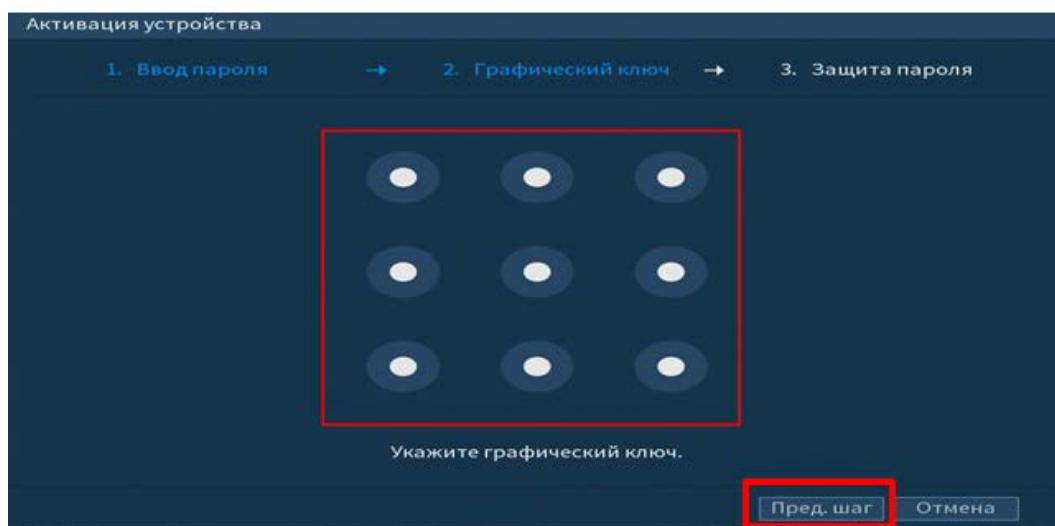 Активация устройства
1. Ввод пароля → 2. Графический ключ → 3. Защита пароля
Укажите графический ключ.
Пред. шаг Отмена